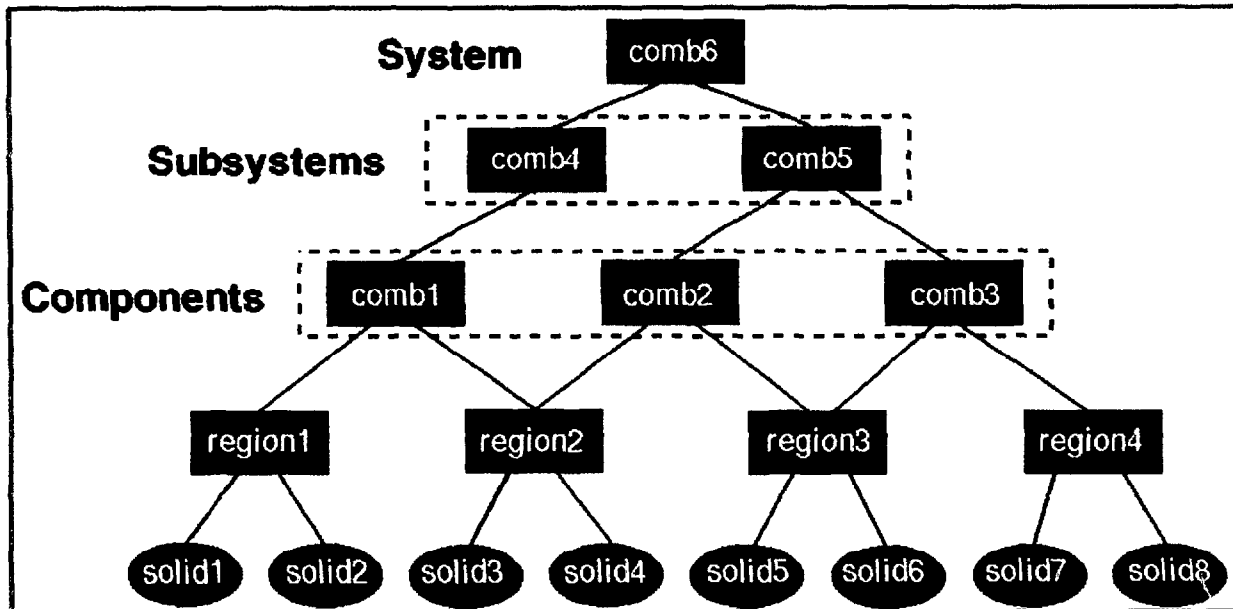 System comb6
Subsystems comb4 comb5
Components comb1 comb2 comb3
region1 region2 region3 region4
solid1 solid2 solid3 solid4 solid5 solid6 solid7 solid8